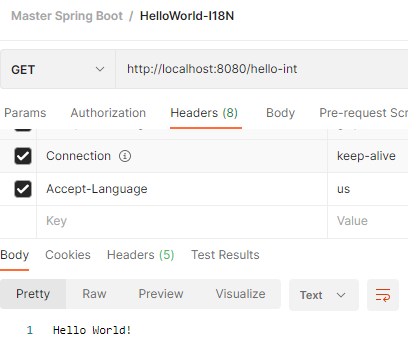 Master Spring Boot / HelloWorld-I18N
GET http://localhost:8080/hello-int
Params Authorization Headers (8) Body Pre-request Scr
Connection keep-alive
Accept-Language us
Key Value
Body Cookies Headers (5) Test Results
Pretty Raw Preview Visualize Text
1 Hello World!